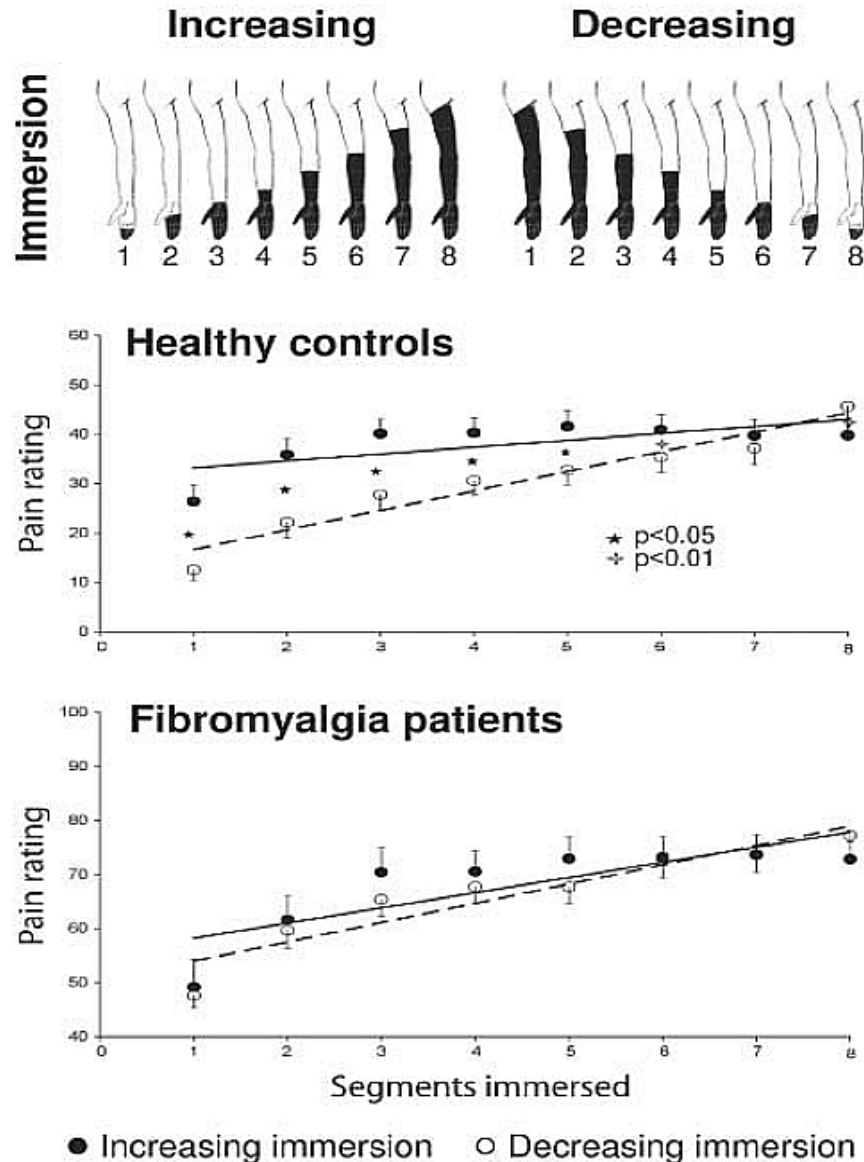 Increasing Decreasing
Immersion
1 2 3 4 5 6 7 8 1 2 3 4 5 6 7 8
Healthy controls
Pain rating
60
50
40
30
20
10
0
p<0.05
p<0.01
0 1 2 3 4 5 6 7 8
Fibromyalgia patients
Pain rating
100
90
80
70
60
50
40
0 1 2 3 4 5 6 7 8
Segments immersed
Increasing immersion Decreasing immersion